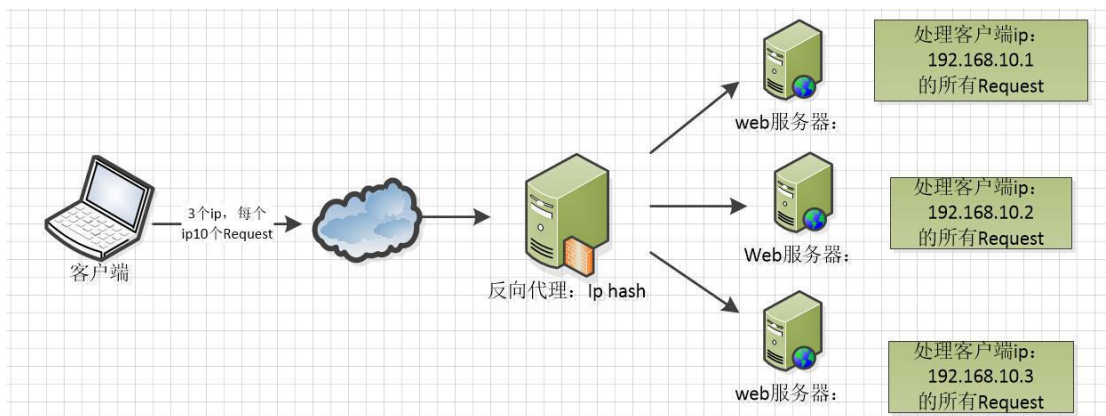 客户端
3个ip，每个
ip10个Request
反向代理：Ip hash
web服务器：
处理客户端ip：
192.168.10.1
的所有Request
Web服务器：
处理客户端ip：
192.168.10.2
的所有Request
web服务器：
处理客户端ip：
192.168.10.3
的所有Request